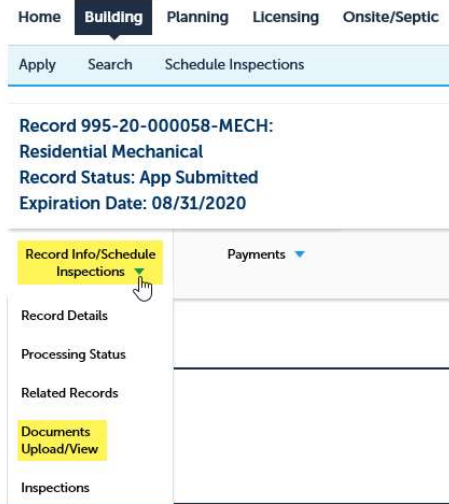 Home Building Planning Licensing Onsite/Septic
Apply Search Schedule Inspections
Record 995-20-000058-MECH:
Residential Mechanical
Record Status: App Submitted
Expiration Date: 08/31/2020
Record Info/Schedule
Inspections
Payments
Record Details
Processing Status
Related Records
Documents
Upload/View
Inspections